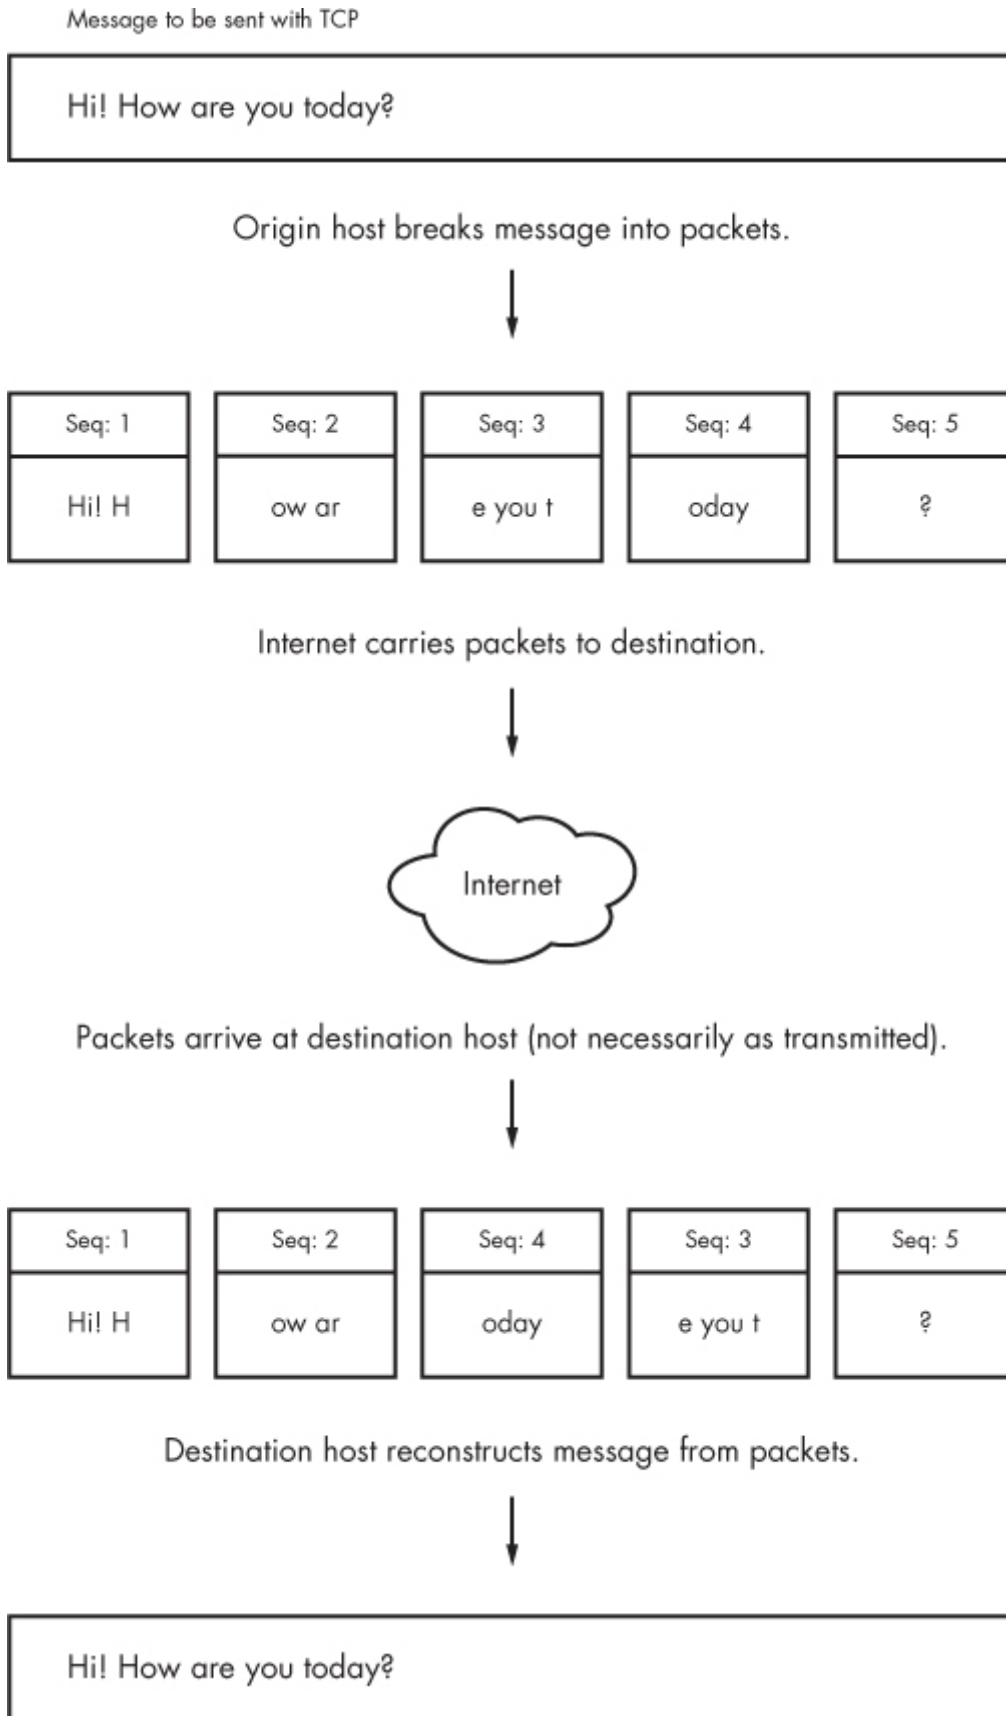 Message to be sent with TCP
Hi! How are you today?
Origin host breaks message into packets.
Seq: 1
Seq: 2
Seq: 3
Seq: 4
Seq: 5
Hi! H
ow ar
e you t
oday
?
Internet carries packets to destination.
Internet
Packets arrive at destination host (not necessarily as transmitted).
Seq: 1
Seq: 2
Seq: 4
Seq: 3
Seq: 5
Hi! H
ow ar
oday
e you t
?
Destination host reconstructs message from packets.
Hi! How are you today?